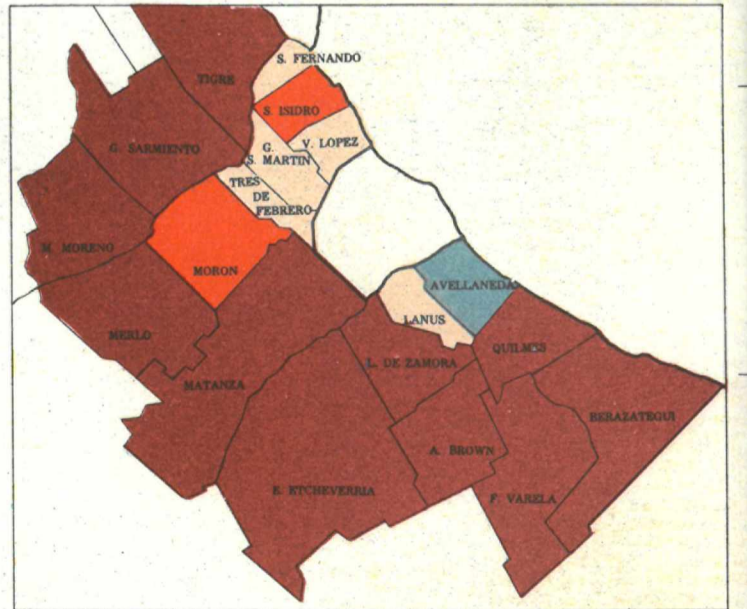 S. FERNANDO
TIGRE
S. ISIDRO
V. LOPEZ
G.
S. MARTIN
G. SARMIENTO
TRES
DE
FEBRERO
M. MORENO
MORON
AVELLANEDA
LANUS
MERLO
QUILMSS
L. DE ZAMORA
MATANZA
BERAZATEGUI
A. BROWN
E. ETCHEVERRIA
F. VARELA